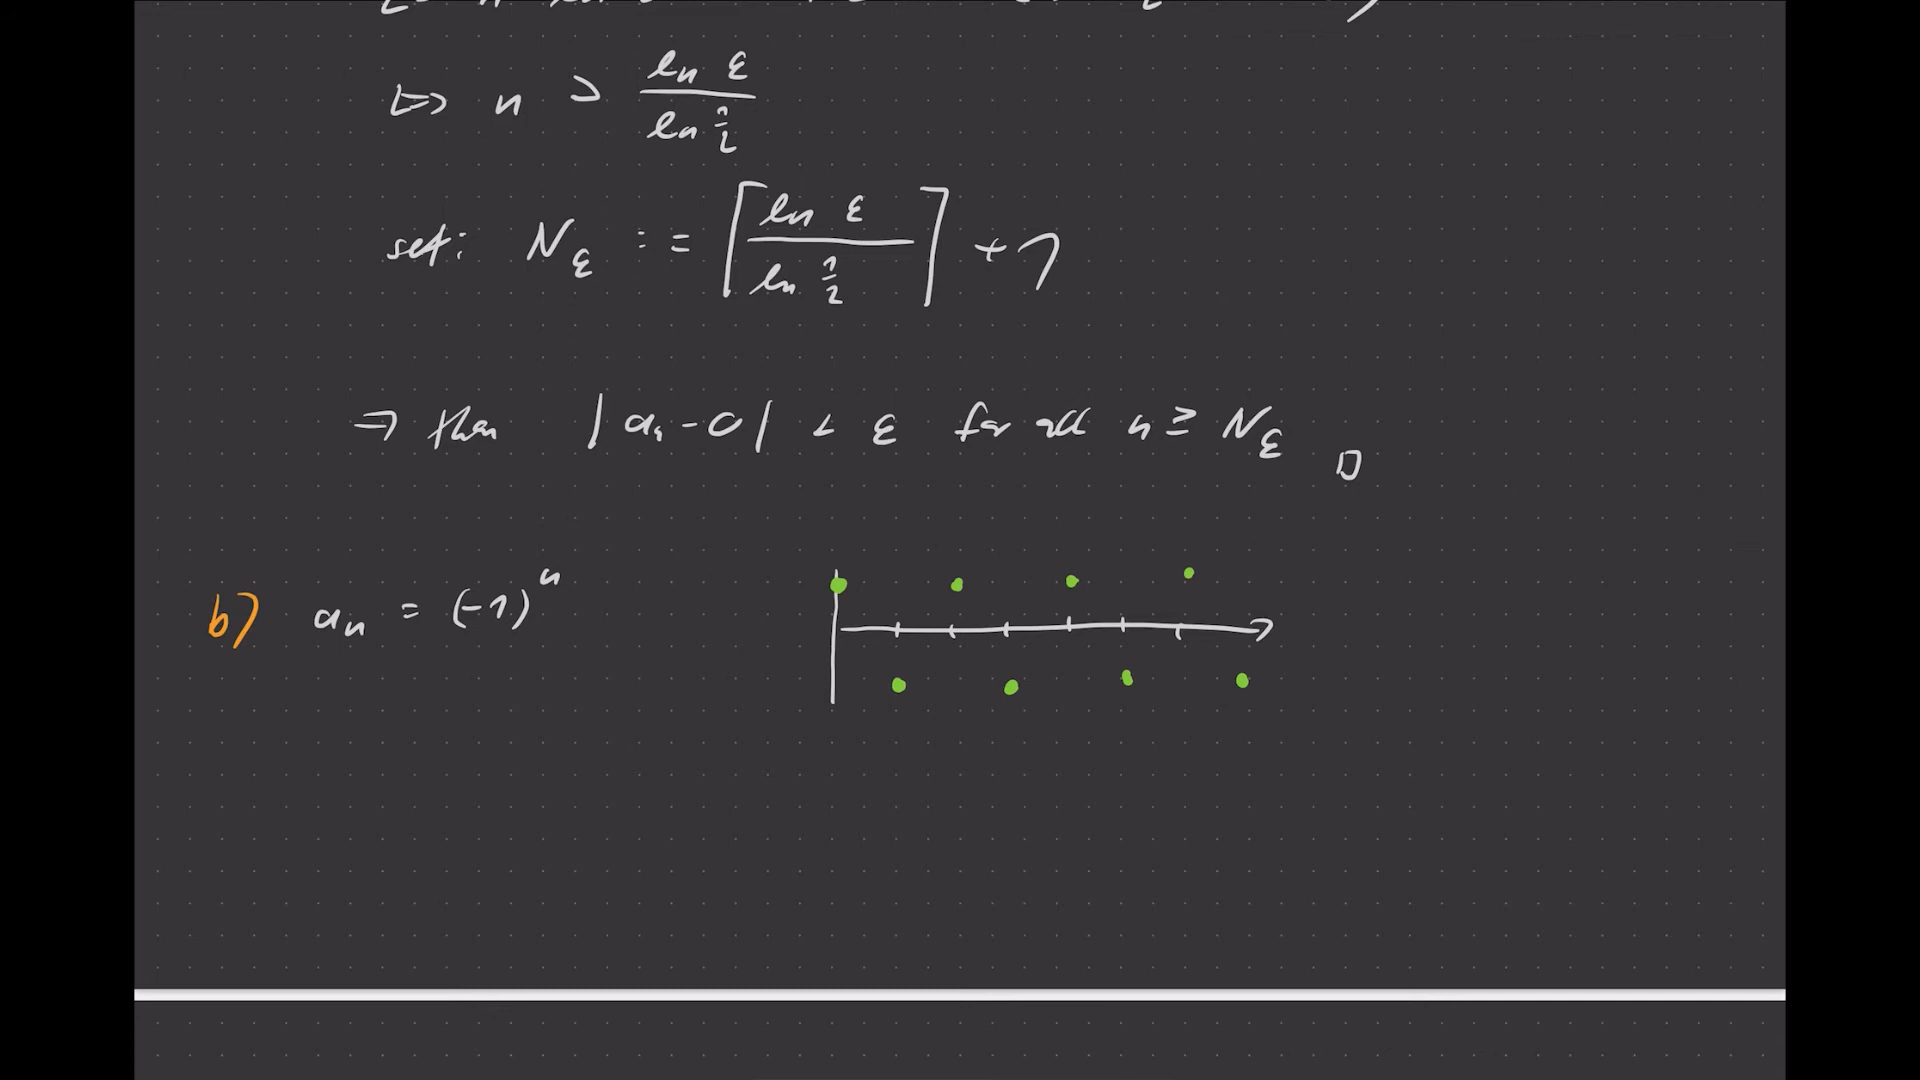 ⇔ n > ln ε / ln 1/2
set: N_ε := ⌈ln ε / ln 1/2⌉ + 1
⇒ then |a_n - 0| < ε for all n ≥ N_ε □
b) a_n = (-1)^n